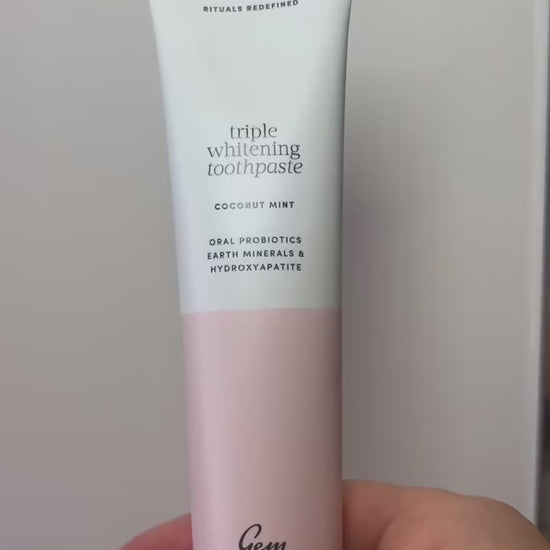 RITUALS REDEFINED
triple
whitening
toothpaste
COCONUT MINT
ORAL PROBIOTICS
EARTH MINERALS &
HYDROXYAPATITE
Gem